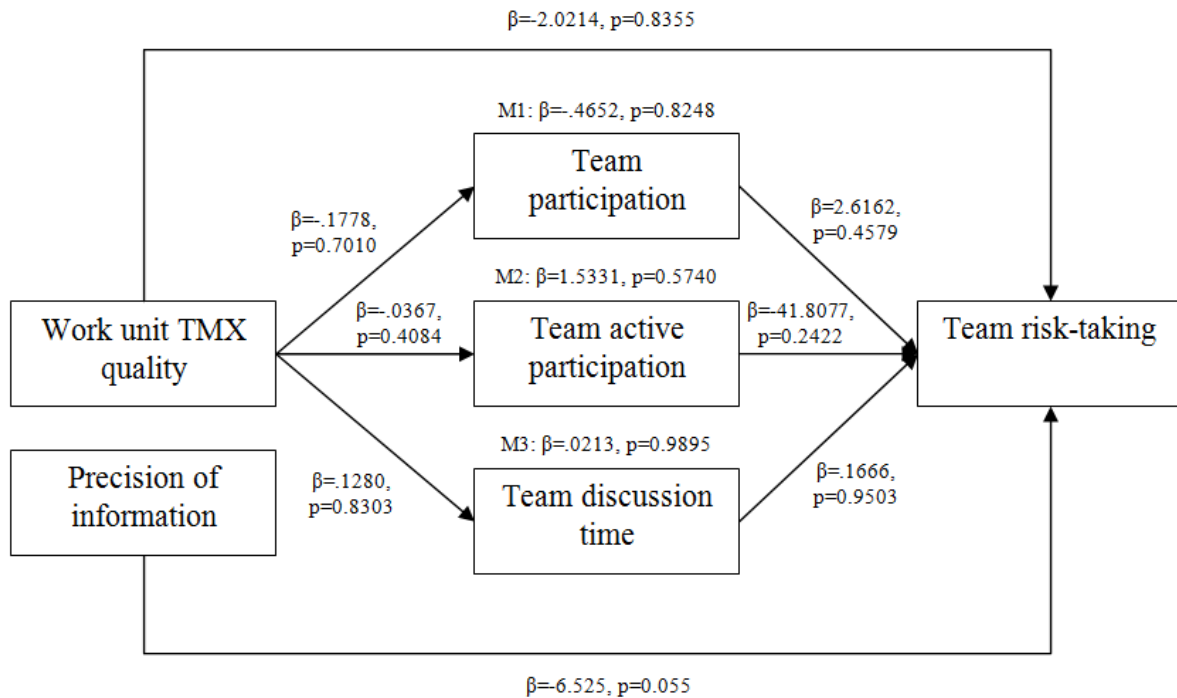 β=-2.0214, p=0.8355
M1: β=-.4652, p=0.8248
Team
participation
β=-.1778,
p=0.7010
β=2.6162,
p=0.4579
M2: β=1.5331, p=0.5740
Work unit TMX
quality
β=-.0367,
p=0.4084
Team active
participation
β=-41.8077,
p=0.2422
Team risk-taking
M3: β=.0213, p=0.9895
Precision of
information
β=.1280,
p=0.8303
Team discussion
time
β=.1666,
p=0.9503
β=-6.525, p=0.055